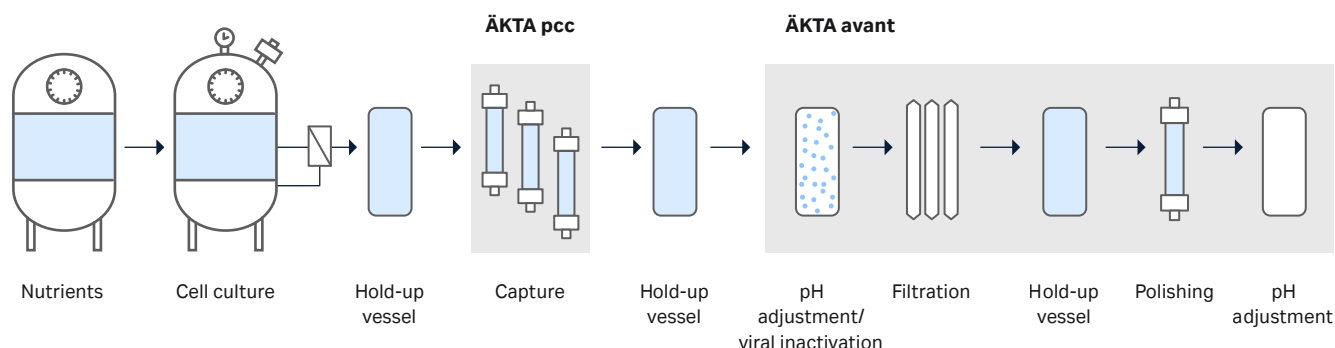 ÄKTA pcc
ÄKTA avant
Nutrients
Cell culture
Hold-up
vessel
Capture
Hold-up
vessel
pH
adjustment/
viral inactivation
Filtration
Hold-up
vessel
Polishing
pH
adjustment